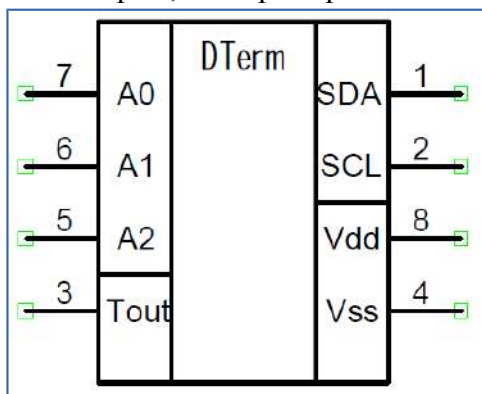 DTerm
7 A0 SDA 1
6 A1 SCL 2
5 A2 Vdd 8
3 Tout Vss 4